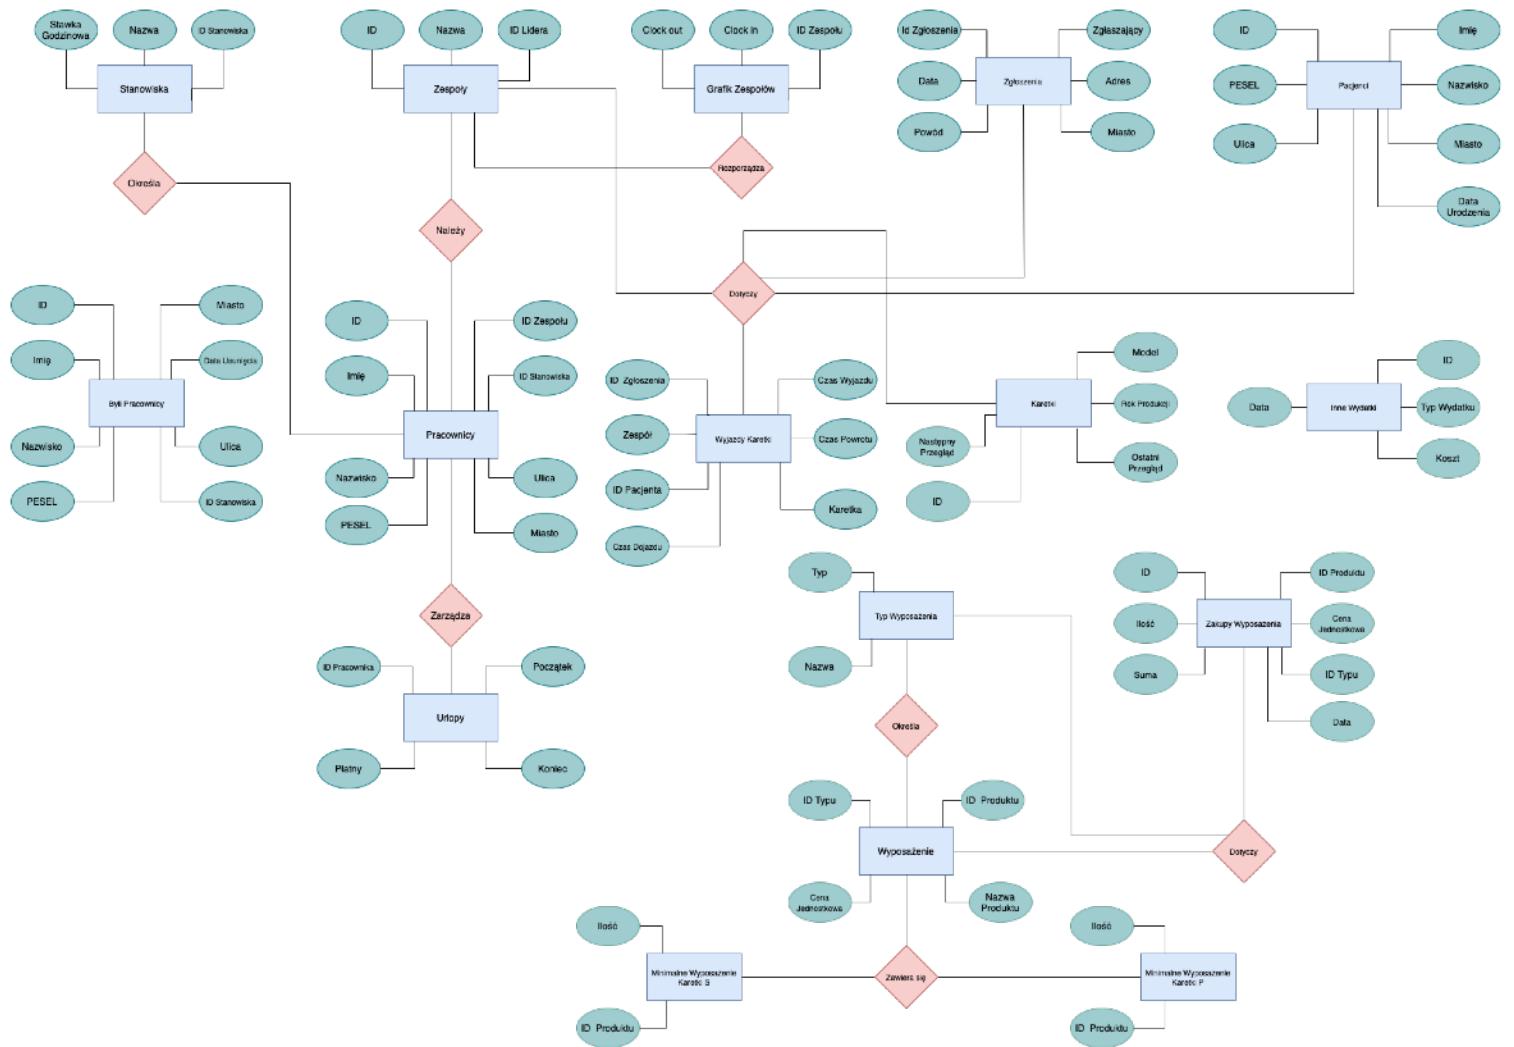 Stawka
Godzinowa
Nazwa
ID Stanowiska
Stanowiska
Określa
ID
Nazwa
ID Lidera
Zespoły
Należy
Clock out
Clock in
ID Zespołu
Grafik Zespołów
Rozporządza
Id Zgłoszenia
Zgłaszający
Data
Zgłoszenia
Adres
Powód
Miasto
ID
Imię
PESEL
Pacjenci
Nazwisko
Ulica
Miasto
Data
Urodzenia
Dotyczy
ID
Miasto
Imię
Data Usunięcia
Byli Pracownicy
Nazwisko
Ulica
PESEL
ID Stanowiska
ID
ID Zespołu
Imię
ID Stanowiska
Pracownicy
Nazwisko
Ulica
PESEL
Miasto
Zarządza
ID Pracownika
Początek
Urlopy
Płatny
Koniec
ID Zgłoszenia
Czas Wyjazdu
Zespół
Wyjazdy Karetki
Czas Powrotu
ID Pacjenta
Karetka
Czas Dojazdu
Model
Karetki
Rok Produkcji
Następny
Przegląd
Ostatni
Przegląd
ID
ID
Data
Inne Wydatki
Typ Wydatku
Koszt
Typ
Typ Wyposażenia
Nazwa
Określa
ID
ID Produktu
Ilość
Zakupy Wyposażenia
Cena
Jednostkowa
Suma
ID Typu
Data
ID Typu
ID Produktu
Wyposażenie
Cena
Jednostkowa
Nazwa
Produktu
Dotyczy
Ilość
Minimalne Wyposażenie
Karetki S
ID Produktu
Zawiera się
Ilość
Minimalne Wyposażenie
Karetki P
ID Produktu